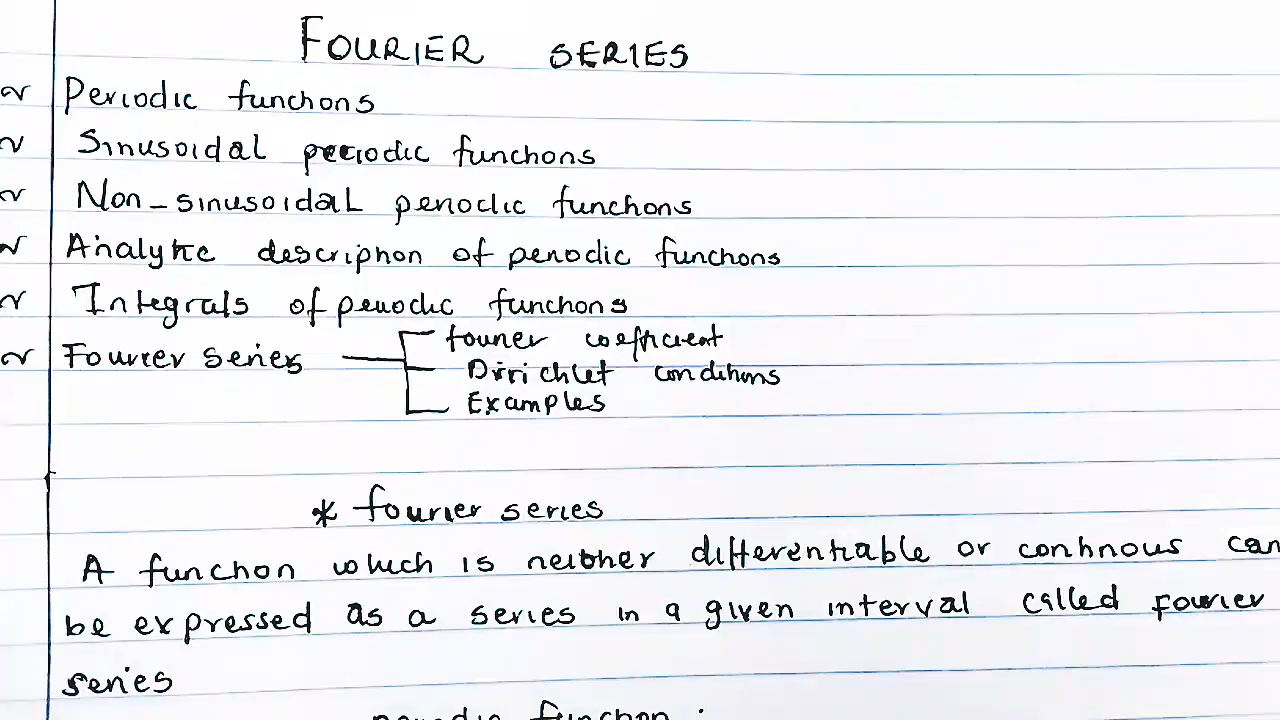 FOURIER SERIES
~ Periodic functions
~ Sinusoidal periodic functions
~ Non-sinusoidal periodic functions
~ Analytic description of periodic functions
~ Integrals of periodic functions
~ Fourier series
fourier coefficient
Dirichlet conditions
Examples
* fourier series
A function which is neither differentiable or continous can
be expressed as a series in a given interval called fourier
series
periodic function :